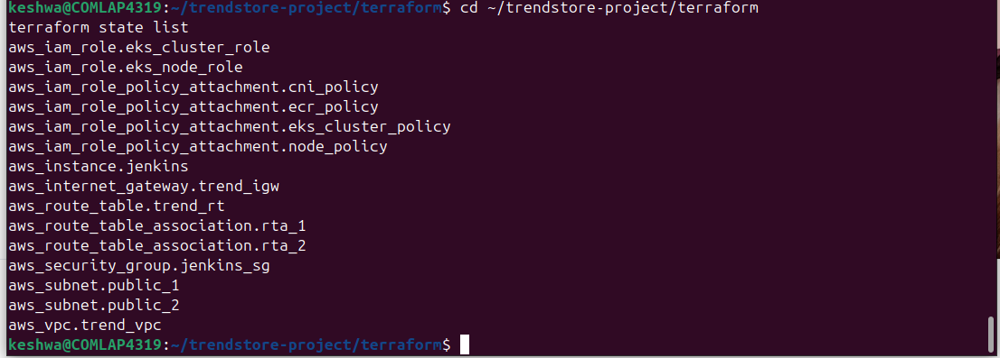 keshwa@COMLAP4319:~/trendstore-project/terraform$ cd ~/trendstore-project/terraform
terraform state list
aws_iam_role.eks_cluster_role
aws_iam_role.eks_node_role
aws_iam_role_policy_attachment.cni_policy
aws_iam_role_policy_attachment.ecr_policy
aws_iam_role_policy_attachment.eks_cluster_policy
aws_iam_role_policy_attachment.node_policy
aws_instance.jenkins
aws_internet_gateway.trend_igw
aws_route_table.trend_rt
aws_route_table_association.rta_1
aws_route_table_association.rta_2
aws_security_group.jenkins_sg
aws_subnet.public_1
aws_subnet.public_2
aws_vpc.trend_vpc
keshwa@COMLAP4319:~/trendstore-project/terraform$